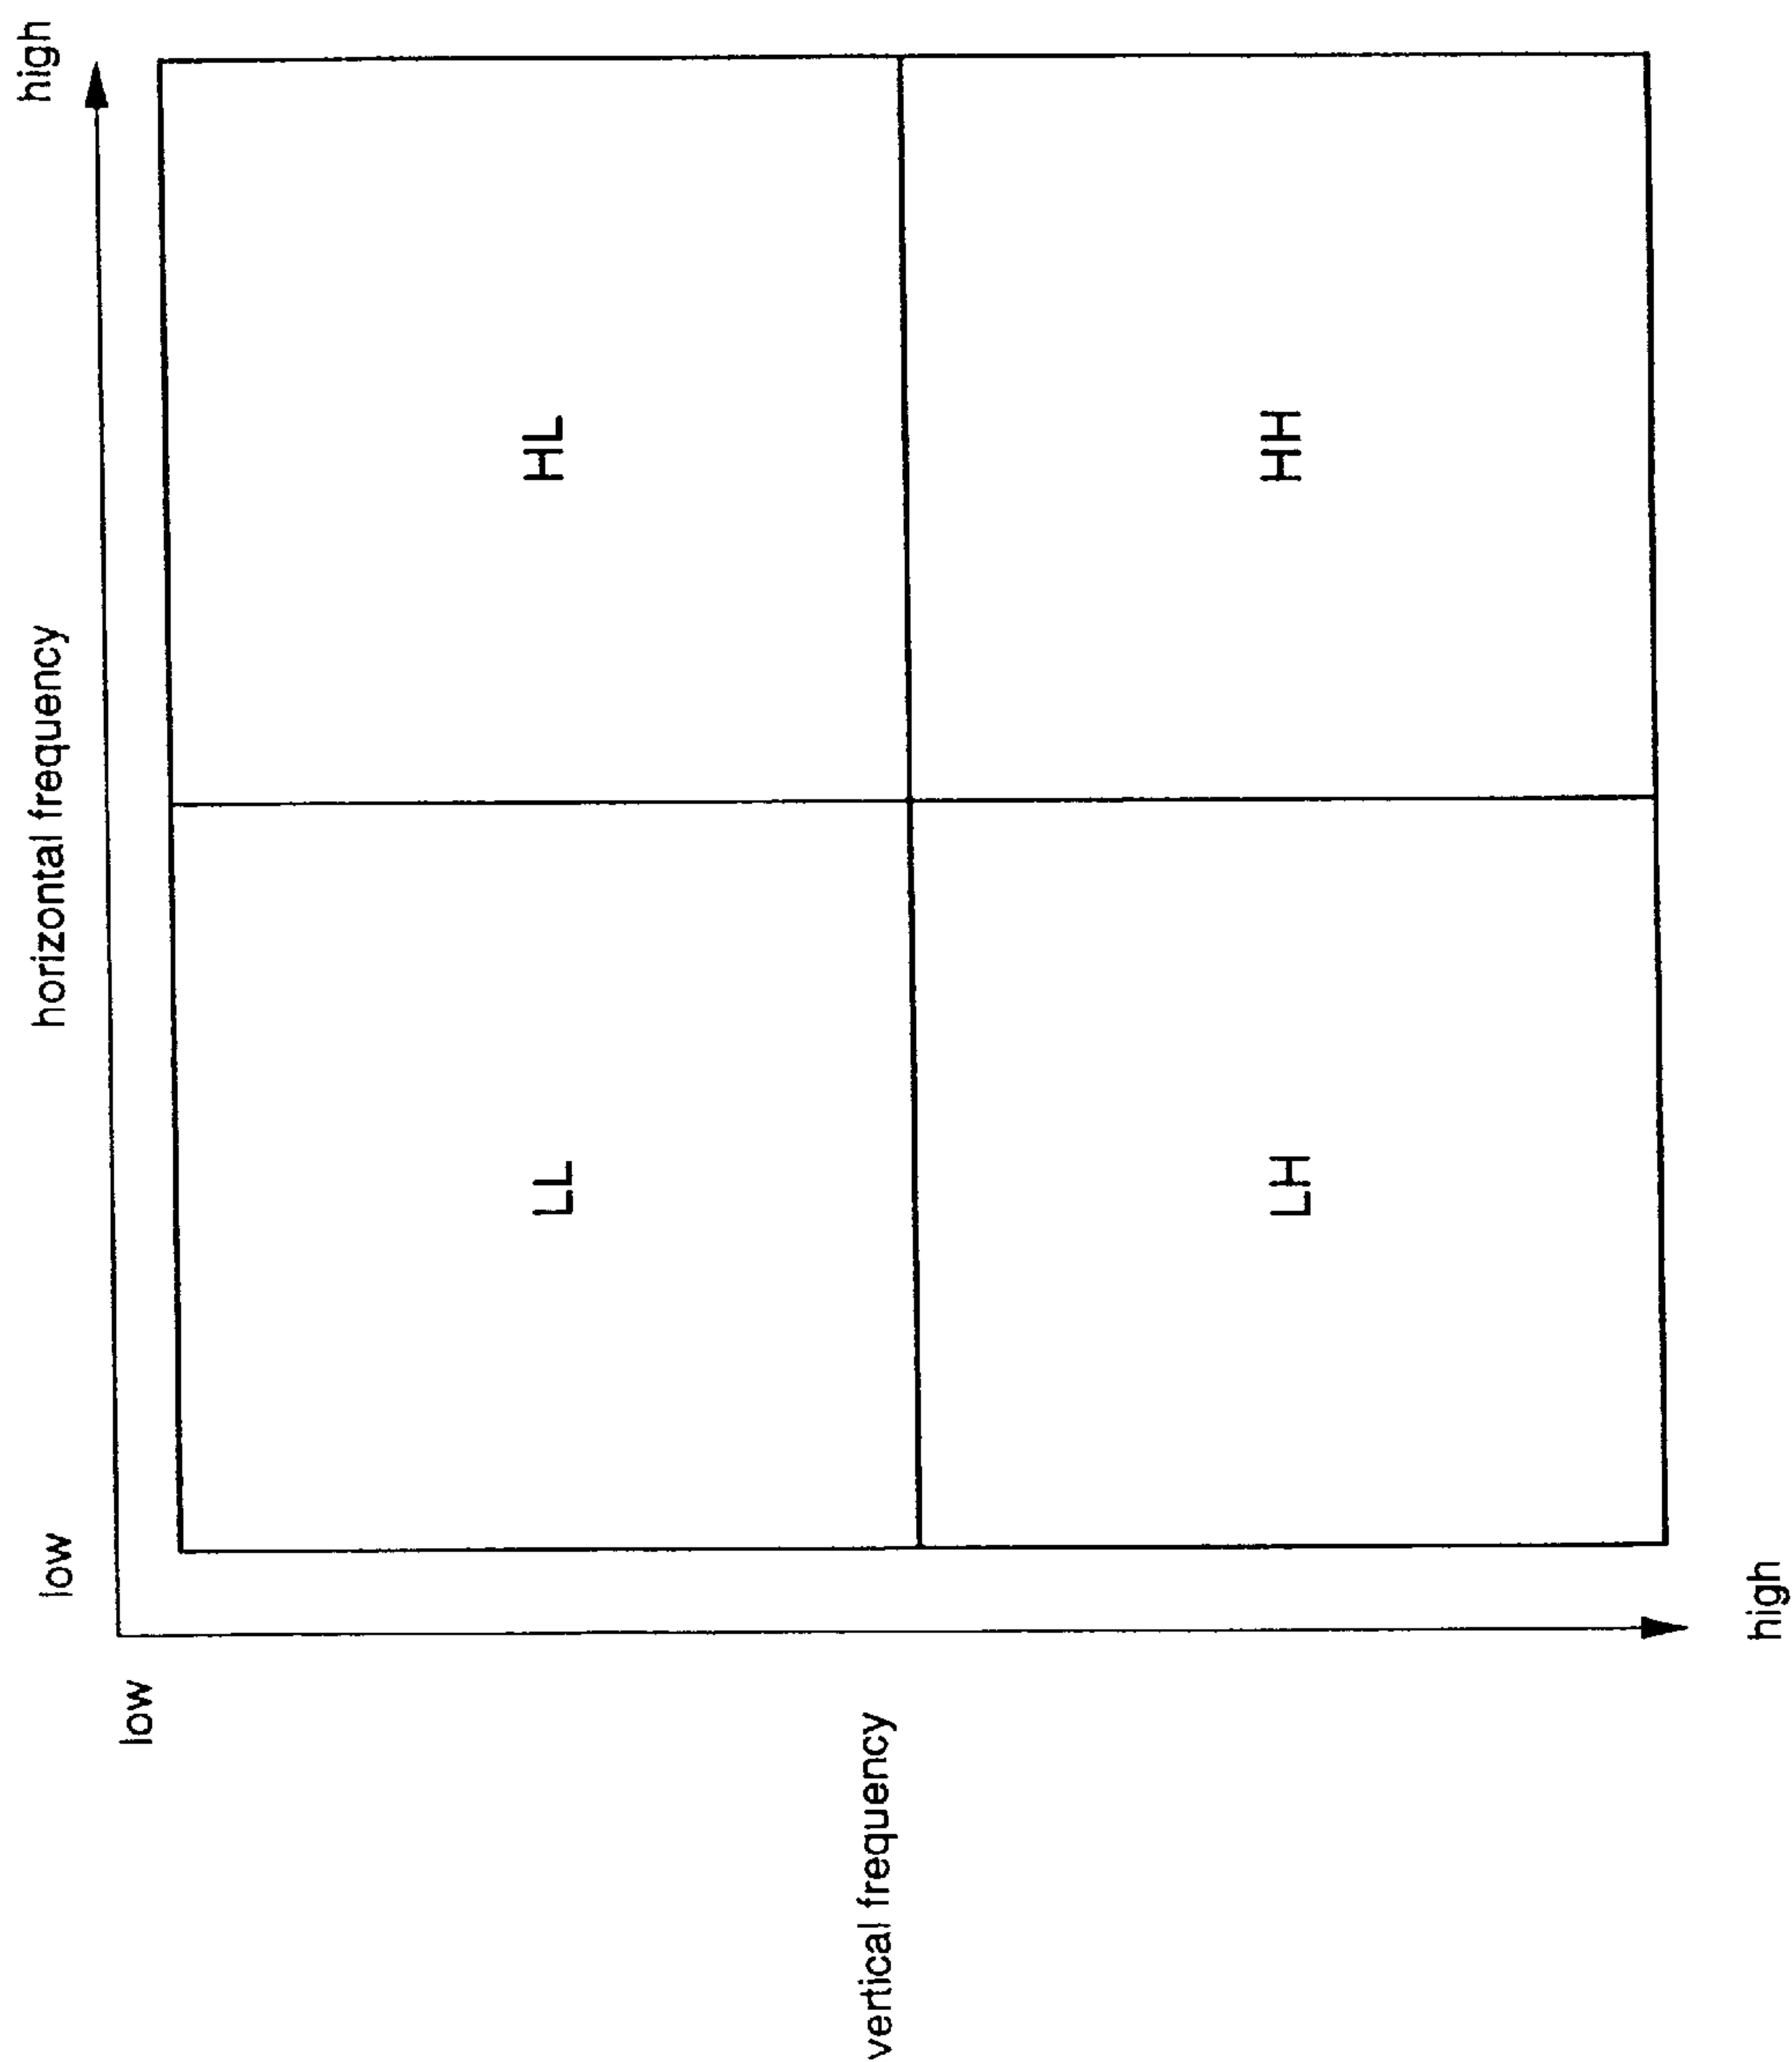 horizontal frequency
low
high
low
vertical frequency
high
LL
HL
LH
HH